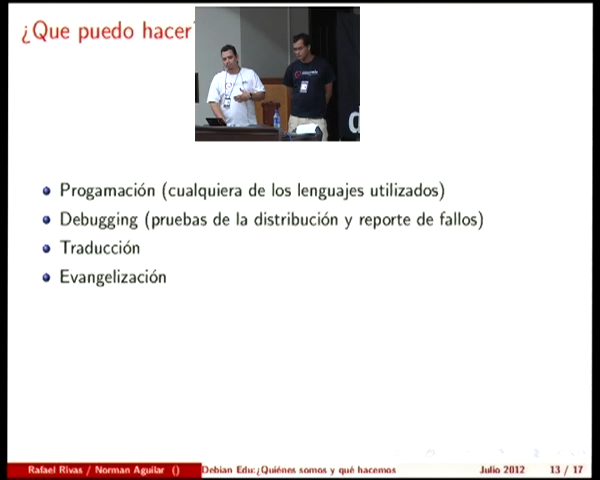 ¿Que puedo hacer
Progamación (cualquiera de los lenguajes utilizados)
Debugging (pruebas de la distribución y reporte de fallos)
Traducción
Evangelización
Rafael Rivas / Norman Aguilar () Debian Edu:¿Quiénes somos y qué hacemos Julio 2012 13 / 17